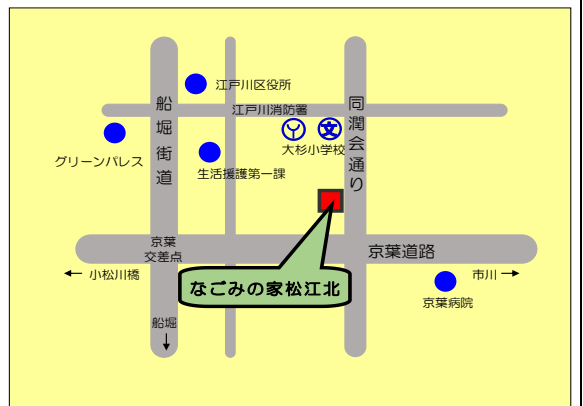 江戸川区役所
船堀街道
江戸川消防署
同潤会通り
文
大杉小学校
グリーンパレス
生活援護第一課
京葉
交差点
京葉道路
← 小松川橋
市川 →
なごみの家松江北
京葉病院
船堀
↓